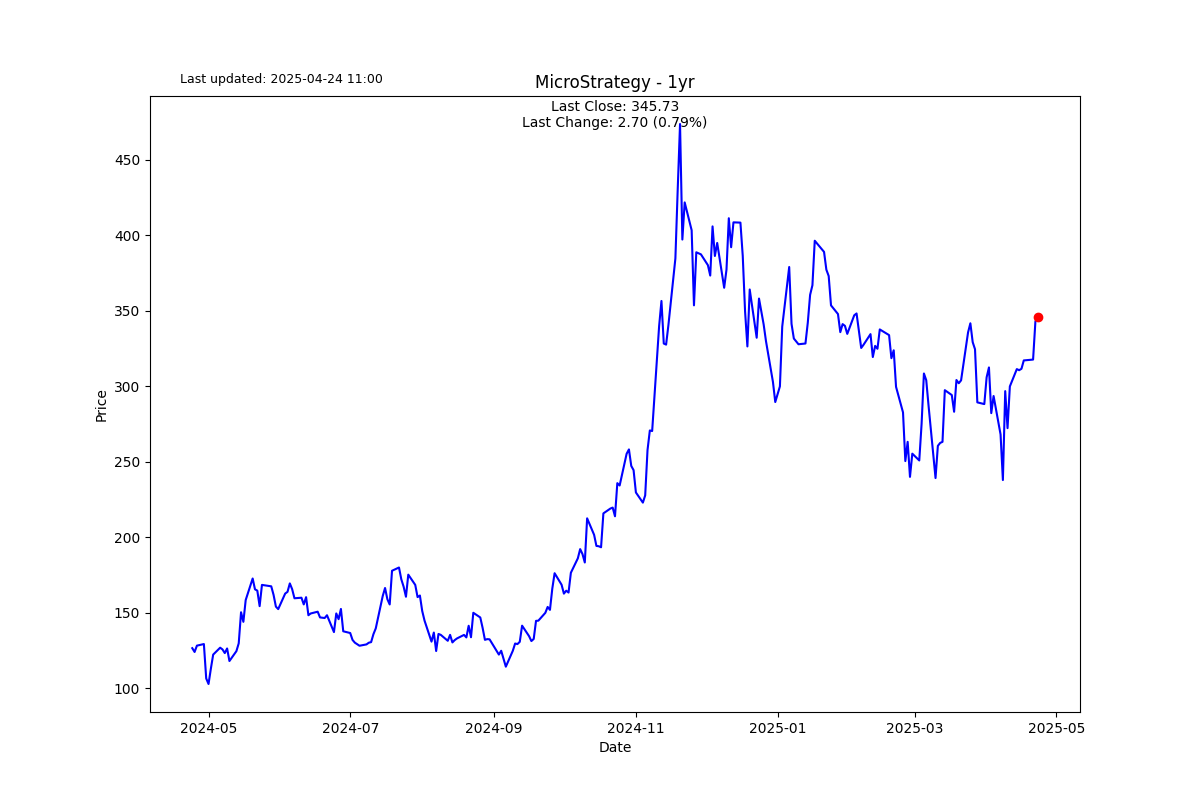 Last updated: 2025-04-24 11:00
MicroStrategy - 1yr
Last Close: 345.73
Last Change: 2.70 (0.79%)
450
400
350
300
250
200
150
100
Price
2024-05 2024-07 2024-09 2024-11 2025-01 2025-03 2025-05
Date